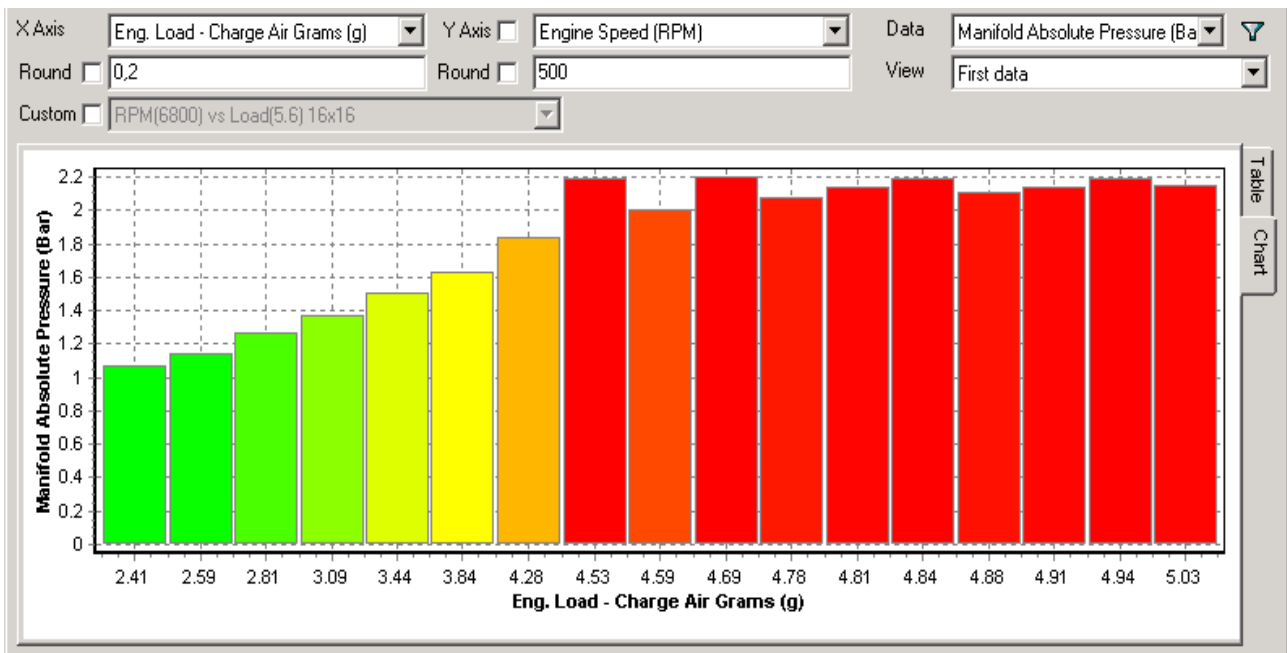 X Axis Eng. Load - Charge Air Grams (g) Y Axis Engine Speed (RPM) Data Manifold Absolute Pressure (Ba
Round 0,2 Round 500 View First data
Custom RPM(6800) vs Load(5.6) 16x16
Table
Chart
Manifold Absolute Pressure (Bar)
2.2
2
1.8
1.6
1.4
1.2
1
0.8
0.6
0.4
0.2
0
2.41 2.59 2.81 3.09 3.44 3.84 4.28 4.53 4.59 4.69 4.78 4.81 4.84 4.88 4.91 4.94 5.03
Eng. Load - Charge Air Grams (g)